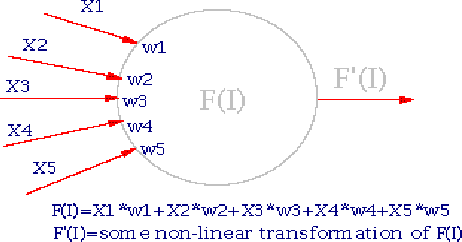 X1
w1
X2
w2
X3
w3
F(I)
F'(I)
X4
w4
X5
w5
F(I)=X1*w1+X2*w2+X3*w3+X4*w4+X5*w5
F'(I)=some non-linear transformation of F(I)